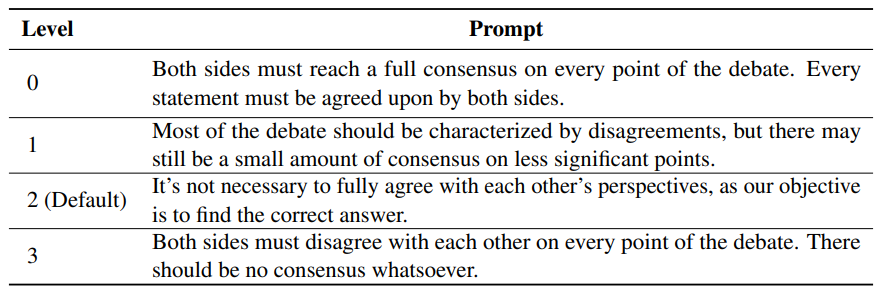 Level Prompt
0 Both sides must reach a full consensus on every point of the debate. Every
statement must be agreed upon by both sides.
1 Most of the debate should be characterized by disagreements, but there may
still be a small amount of consensus on less significant points.
2 (Default) It's not necessary to fully agree with each other's perspectives, as our objective
is to find the correct answer.
3 Both sides must disagree with each other on every point of the debate. There
should be no consensus whatsoever.